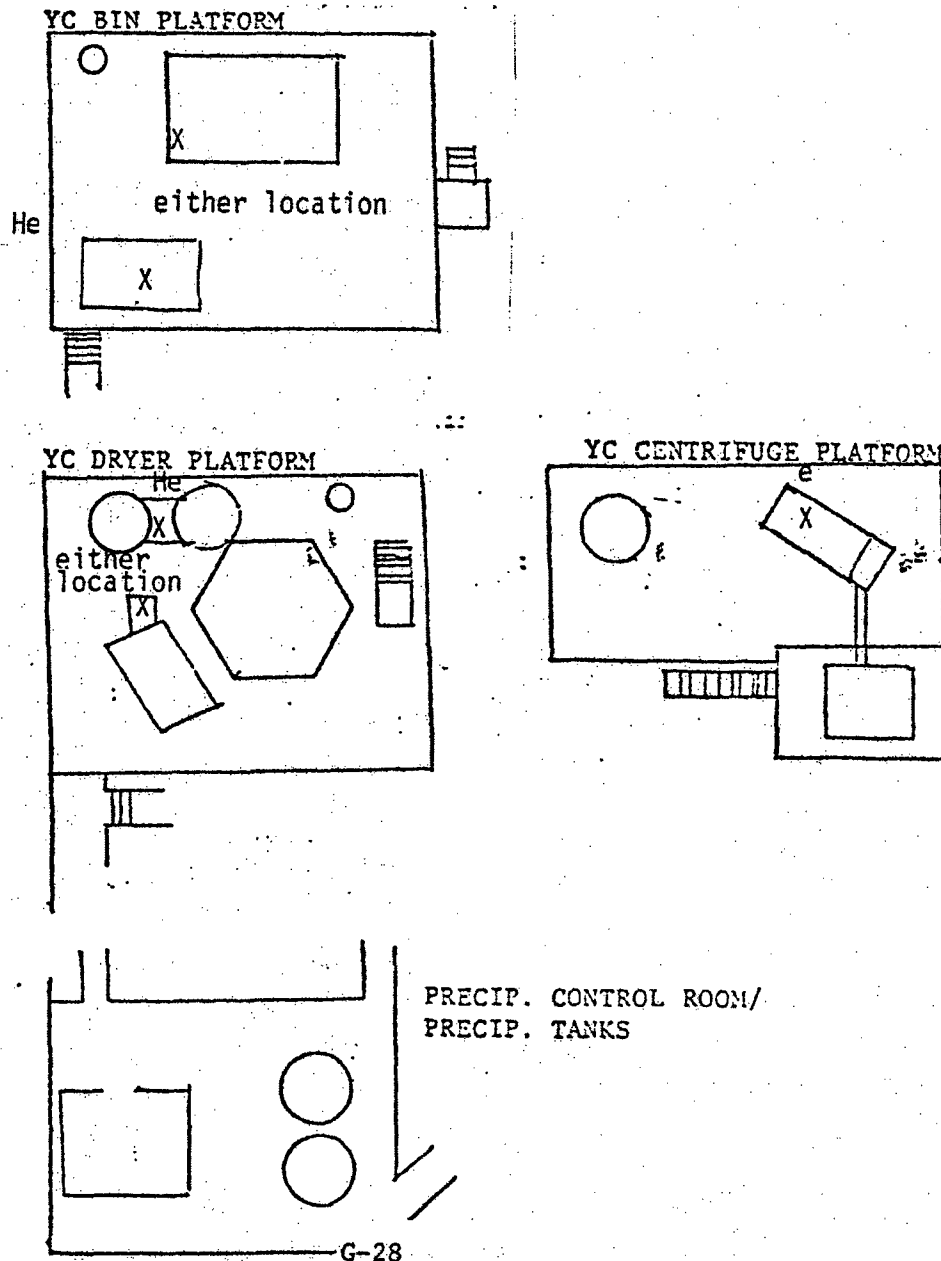 YC BIN PLATFORM
X
either location
He
X
YC DRYER PLATFORM
He
X
either
location
X
YC CENTRIFUGE PLATFORM
e
X
PRECIP. CONTROL ROOM/
PRECIP. TANKS
G-28